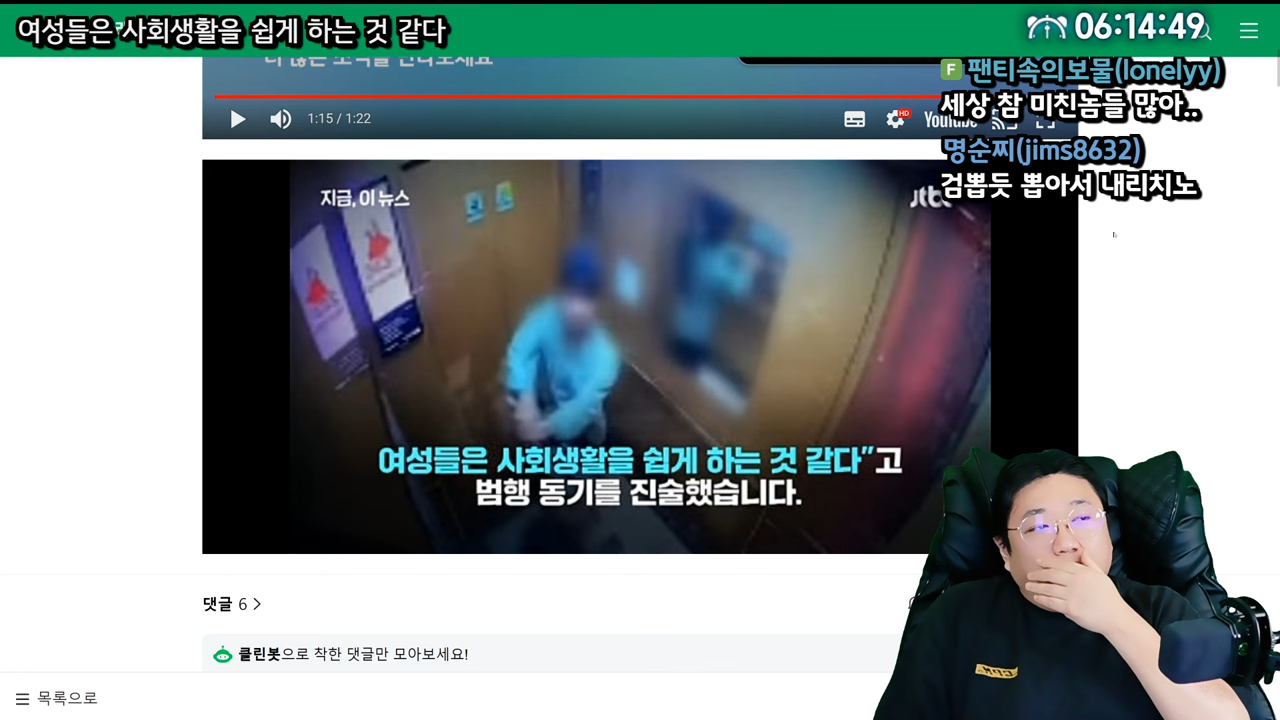 여성들은 사회생활을 쉽게 하는 것 같다
06:14:49
1:15 / 1:22
HD
YouTube
F 팬티속의보물(lonelyy)
세상 참 미친놈들 많아..
명순찌(jims8632)
검뽑듯 뽑아서 내리치노
지금, 이 뉴스
jtbc
여성들은 사회생활을 쉽게 하는 것 같다”고
범행 동기를 진술했습니다.
댓글 6
클린봇으로 착한 댓글만 모아보세요!
목록으로